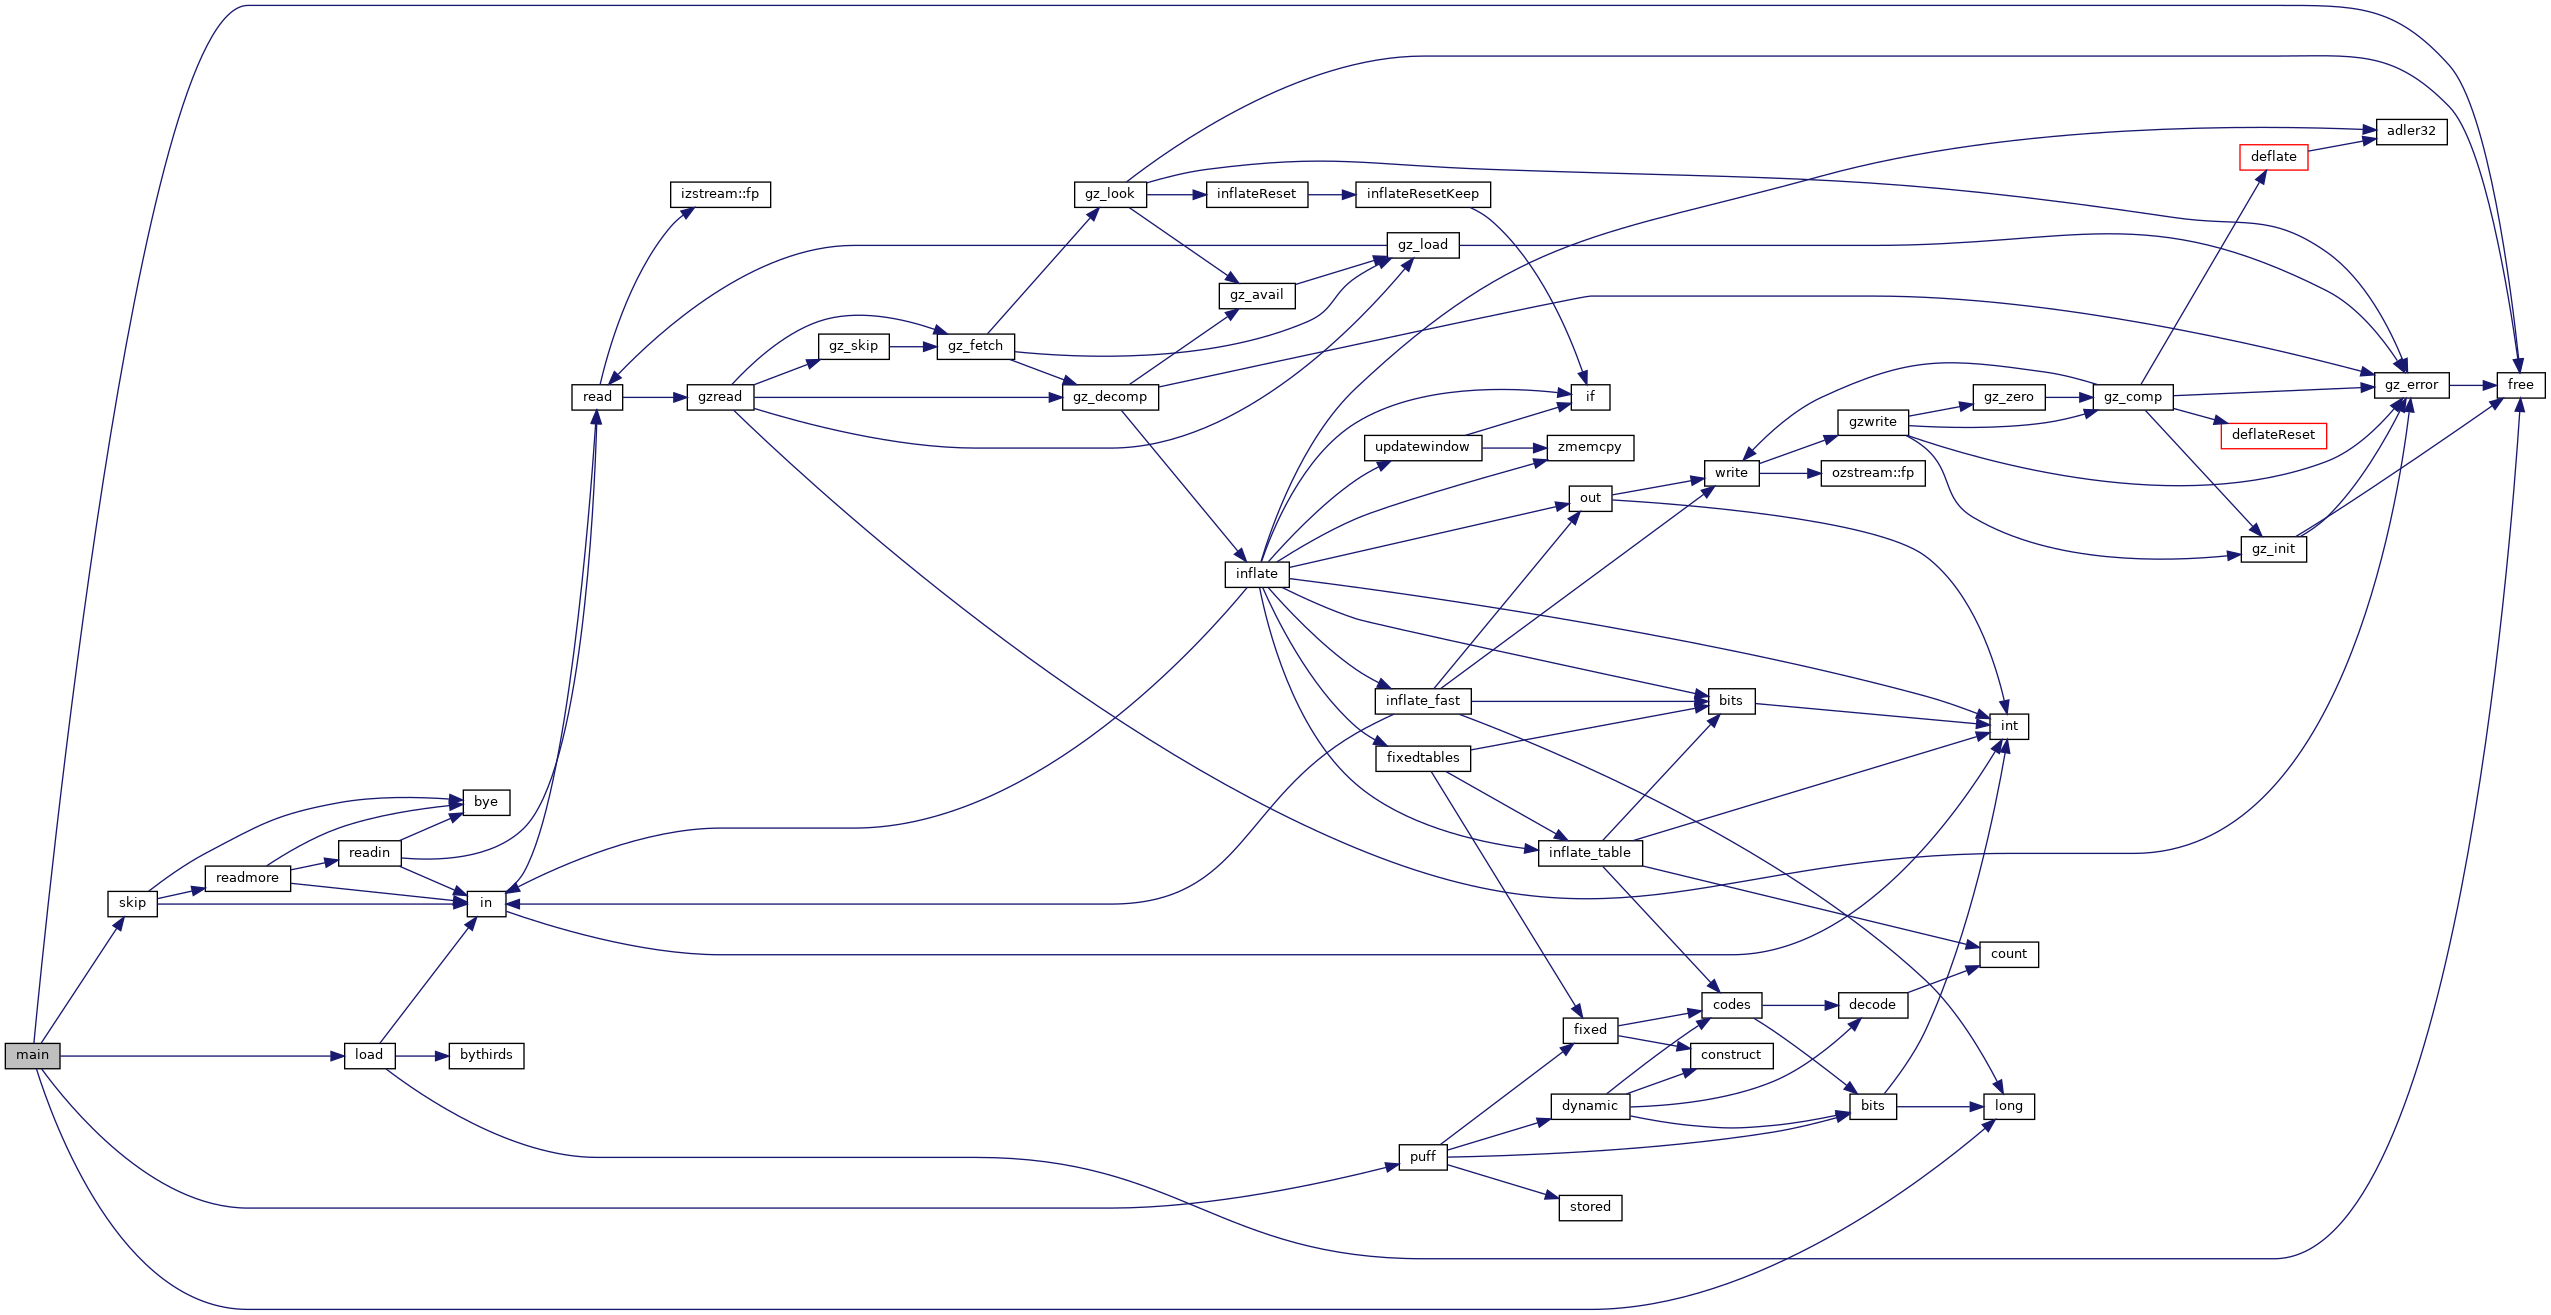 adler32
deflate
izstream::fp
gz_look
inflateReset
inflateResetKeep
gz_load
gz_avail
gz_skip
gz_fetch
read
gzread
gz_decomp
if
gz_zero
gz_comp
gz_error
free
gzwrite
deflateReset
updatewindow
zmemcpy
write
ozstream::fp
out
gz_init
inflate
inflate_fast
bits
int
fixedtables
bye
readin
inflate_table
readmore
skip
in
count
codes
decode
fixed
main
load
bythirds
construct
dynamic
bits
long
puff
stored